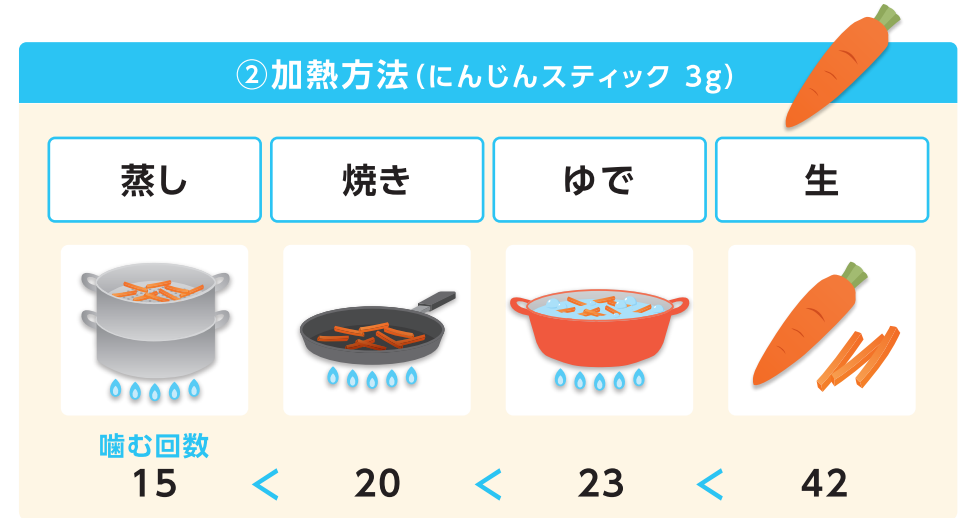 ②加熱方法(にんじんスティック 3g)
蒸し
焼き
ゆで
生
噛む回数
15 < 20 < 23 < 42